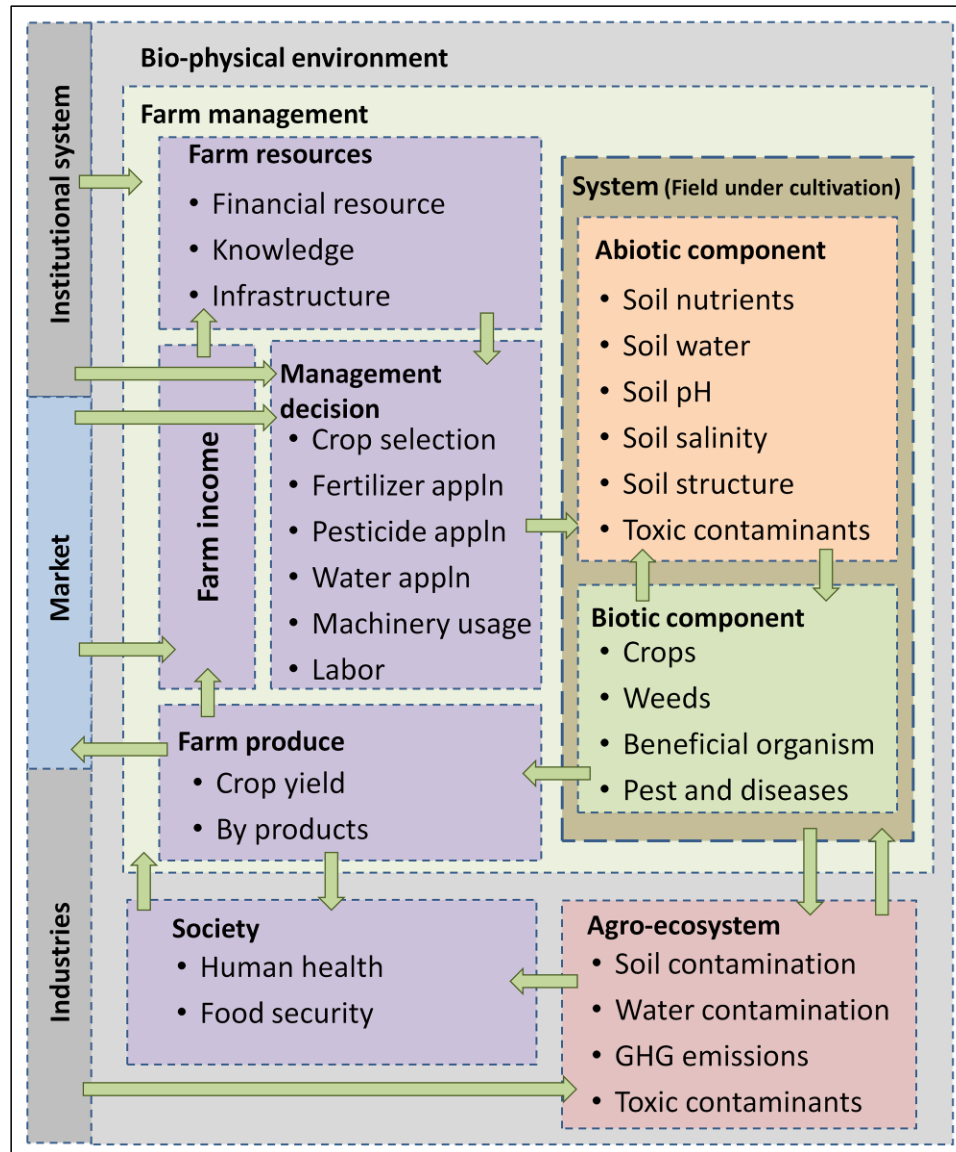 Institutional system
Market
Industries
Bio-physical environment
Farm management
Farm resources
• Financial resource
• Knowledge
• Infrastructure
Farm income
Management
decision
• Crop selection
• Fertilizer appln
• Pesticide appln
• Water appln
• Machinery usage
• Labor
Farm produce
• Crop yield
• By products
System (Field under cultivation)
Abiotic component
• Soil nutrients
• Soil water
• Soil pH
• Soil salinity
• Soil structure
• Toxic contaminants
Biotic component
• Crops
• Weeds
• Beneficial organism
• Pest and diseases
Society
• Human health
• Food security
Agro-ecosystem
• Soil contamination
• Water contamination
• GHG emissions
• Toxic contaminants